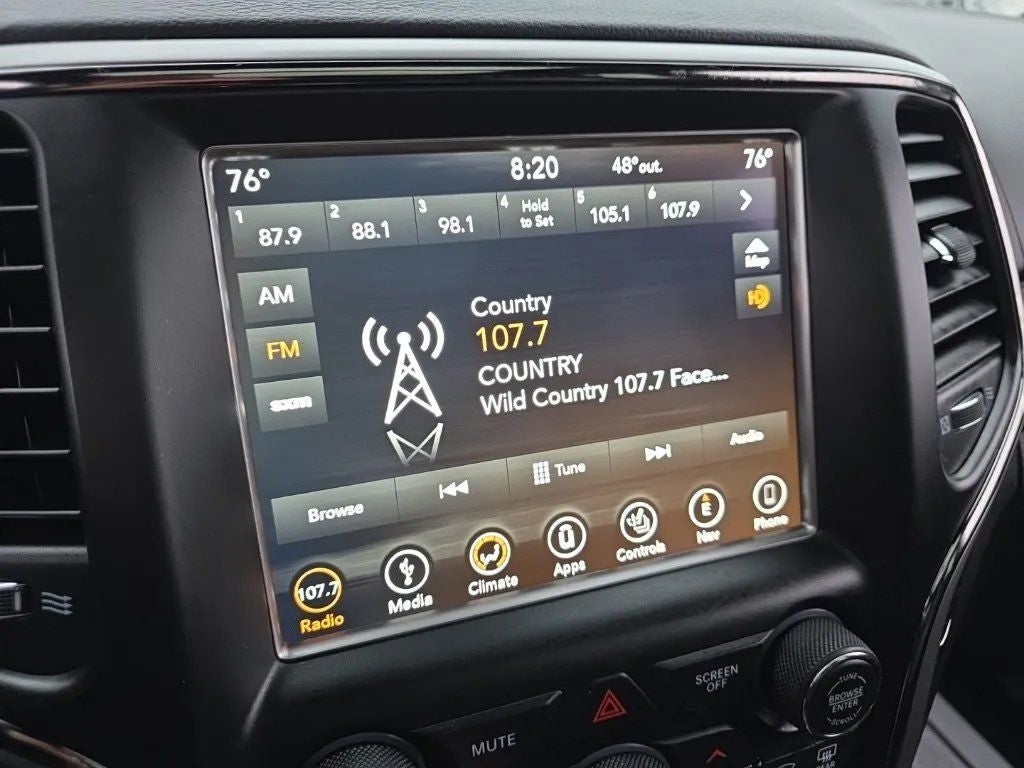 76° 8:20 48° out. 76°
1 87.9 2 88.1 3 98.1 4 Hold to Set 5 105.1 6 107.9
Map
AM
FM
sxm
HD
Country
107.7
COUNTRY
Wild Country 107.7 Face...
Browse Tune Audio
107.7 E
Radio Media Climate Apps Controls Nav Phone
MUTE
SCREEN
OFF
TUNE
BROWSE
ENTER
SCROLL
REAR